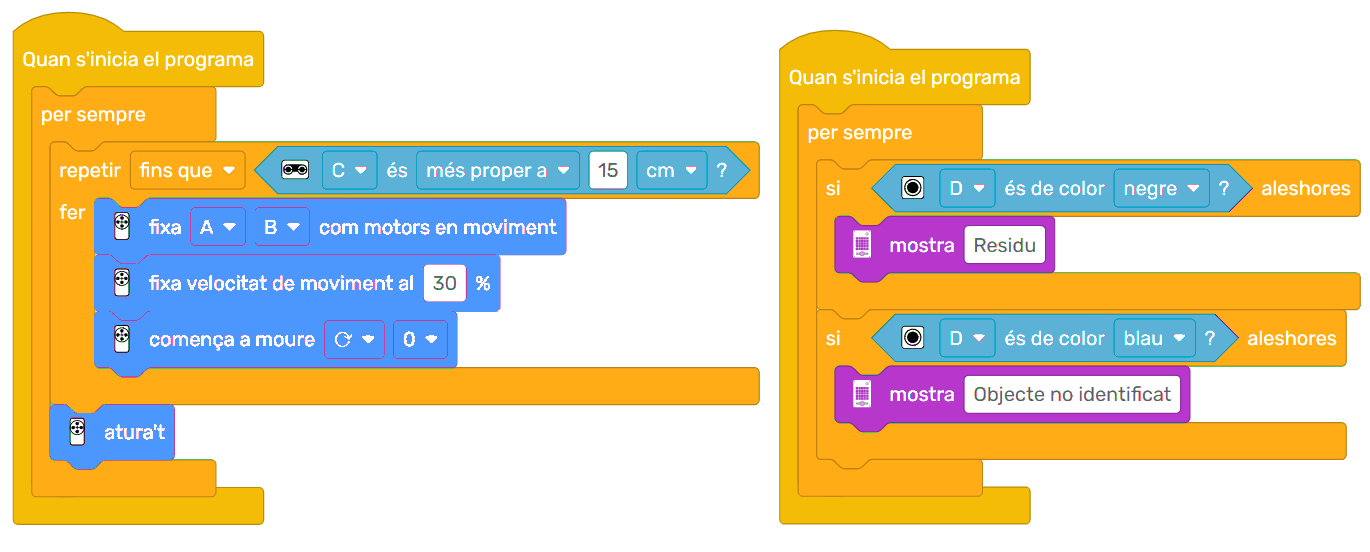 Quan s'inicia el programa
per sempre
repetir fins que C és més proper a 15 cm ?
fer
fixa A B com motors en moviment
fixa velocitat de moviment al 30 %
comença a moure 0
atura't
Quan s'inicia el programa
per sempre
si D és de color negre ? aleshores
mostra Residu
si D és de color blau ? aleshores
mostra Objecte no identificat